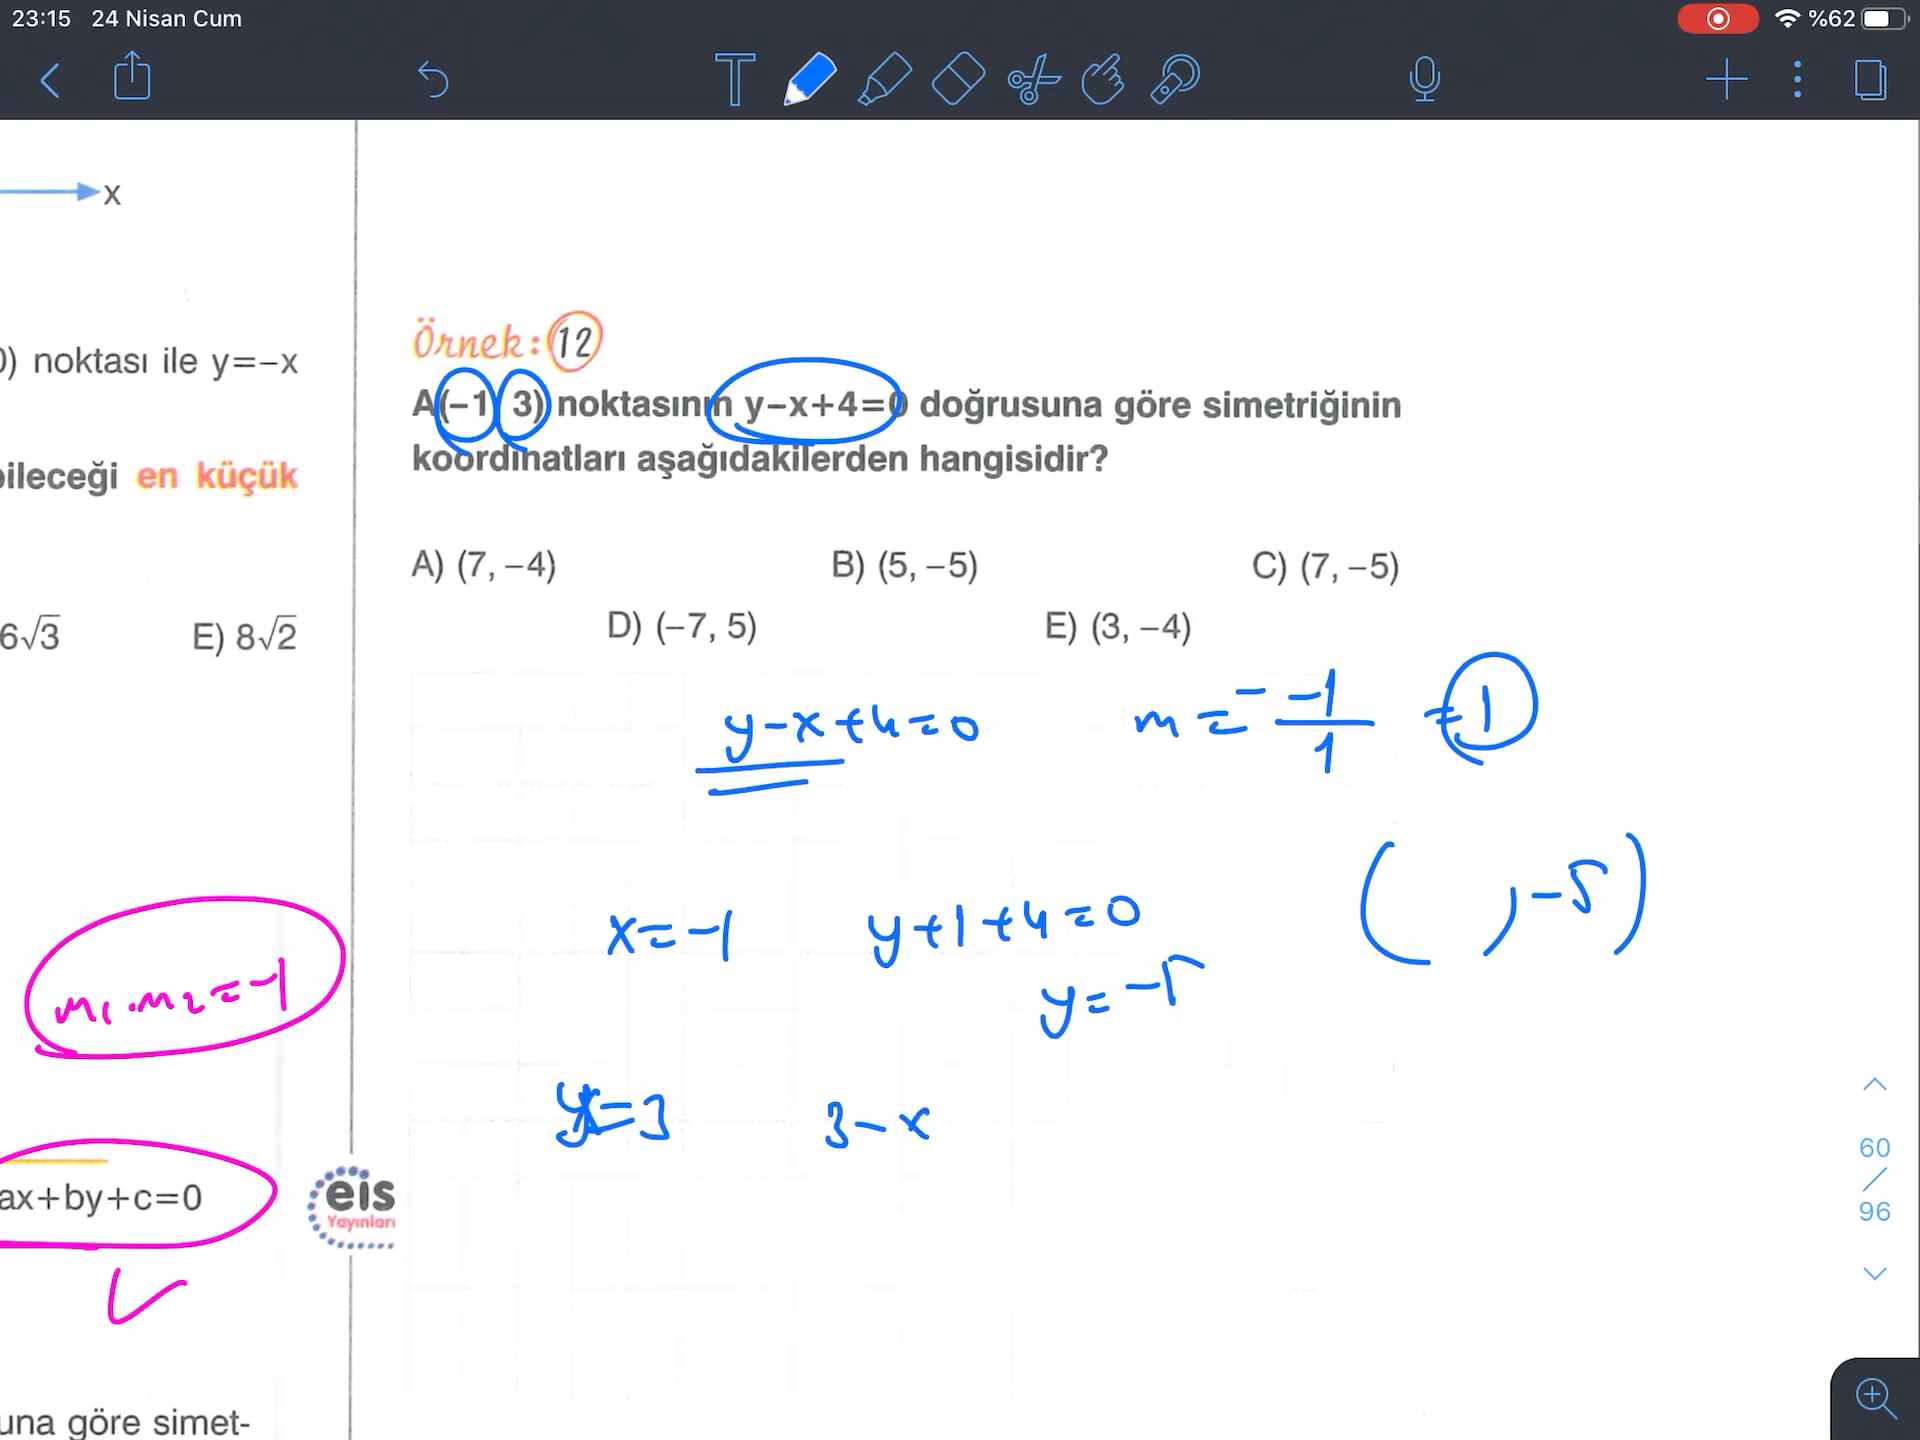 23:15 24 Nisan Cum
%62
x
0) noktası ile y=−x
bileceği en küçük
6√3 E) 8√2
m₁.m₂=-1
ax+by+c=0
eis
Yayınları
una göre simet-
Örnek: 12
A(−1, 3) noktasının y−x+4=0 doğrusuna göre simetriğinin
koordinatları aşağıdakilerden hangisidir?
A) (7, −4) B) (5, −5) C) (7, −5)
D) (−7, 5) E) (3, −4)
y-x+4=0 m=- -1/1 =1
x=-1 y+1+4=0 ( ,-5)
y=-5
y=3 3-x
60
/
96